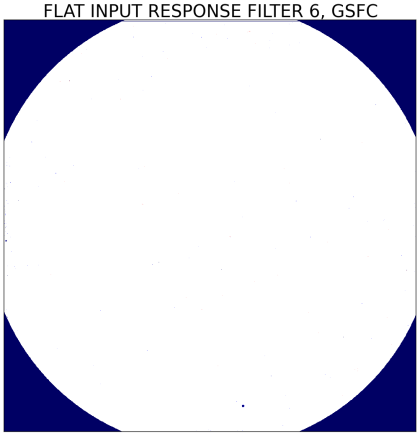 FLAT INPUT RESPONSE FILTER 6, GSFC